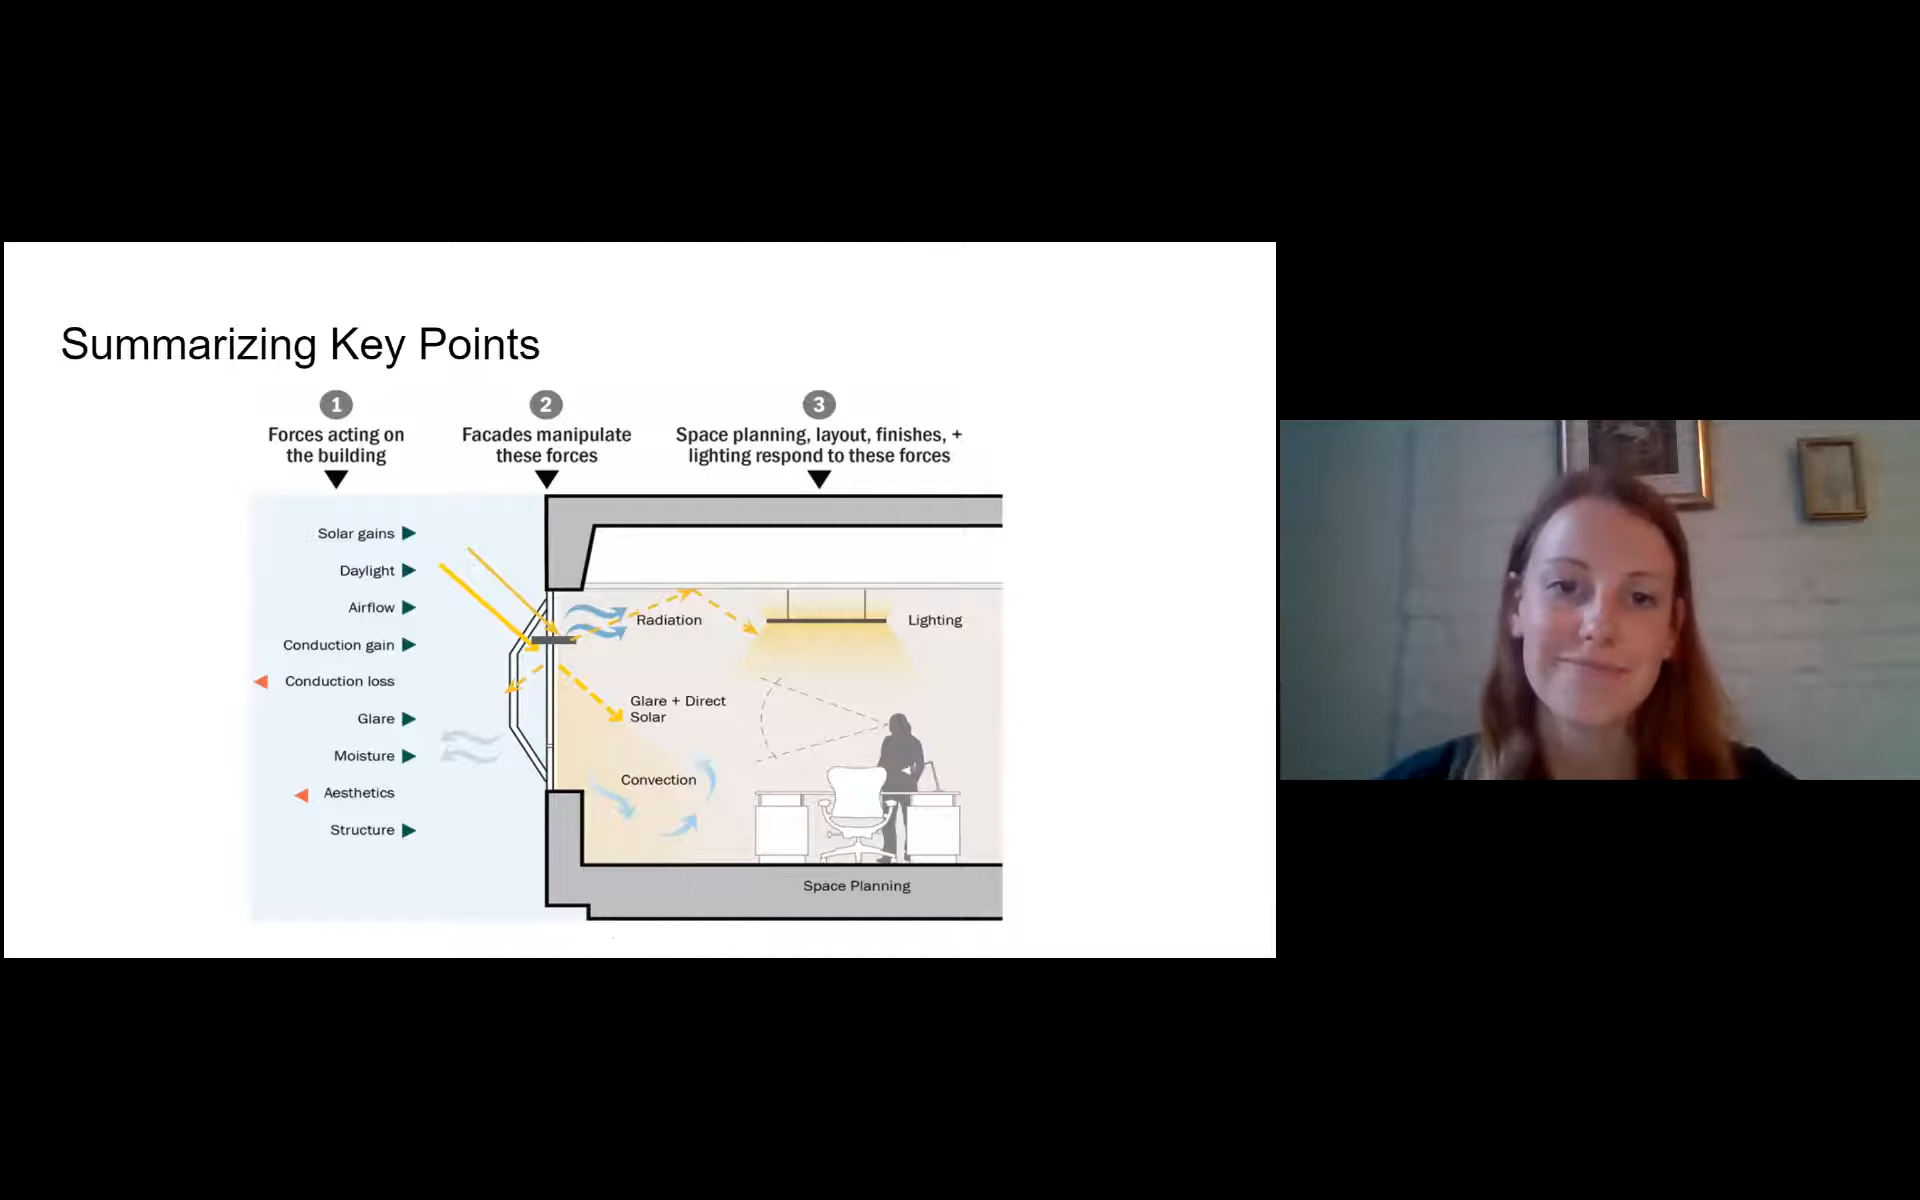 Summarizing Key Points
1
Forces acting on
the building
2
Facades manipulate
these forces
3
Space planning, layout, finishes, +
lighting respond to these forces
Solar gains
Daylight
Airflow
Conduction gain
Conduction loss
Glare
Moisture
Aesthetics
Structure
Radiation
Lighting
Glare + Direct
Solar
Convection
Space Planning